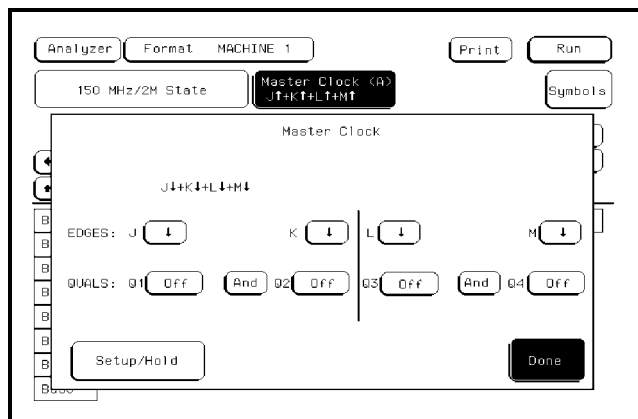 Analyzer Format MACHINE 1 Print Run
150 MHz/2M State Master Clock (A) Symbols
J↑+K↑+L↑+M↑
Master Clock
J↓+K↓+L↓+M↓
EDGES: J ↓ K ↓ L ↓ M ↓
QUALS: Q1 Off And Q2 Off Q3 Off And Q4 Off
Setup/Hold Done